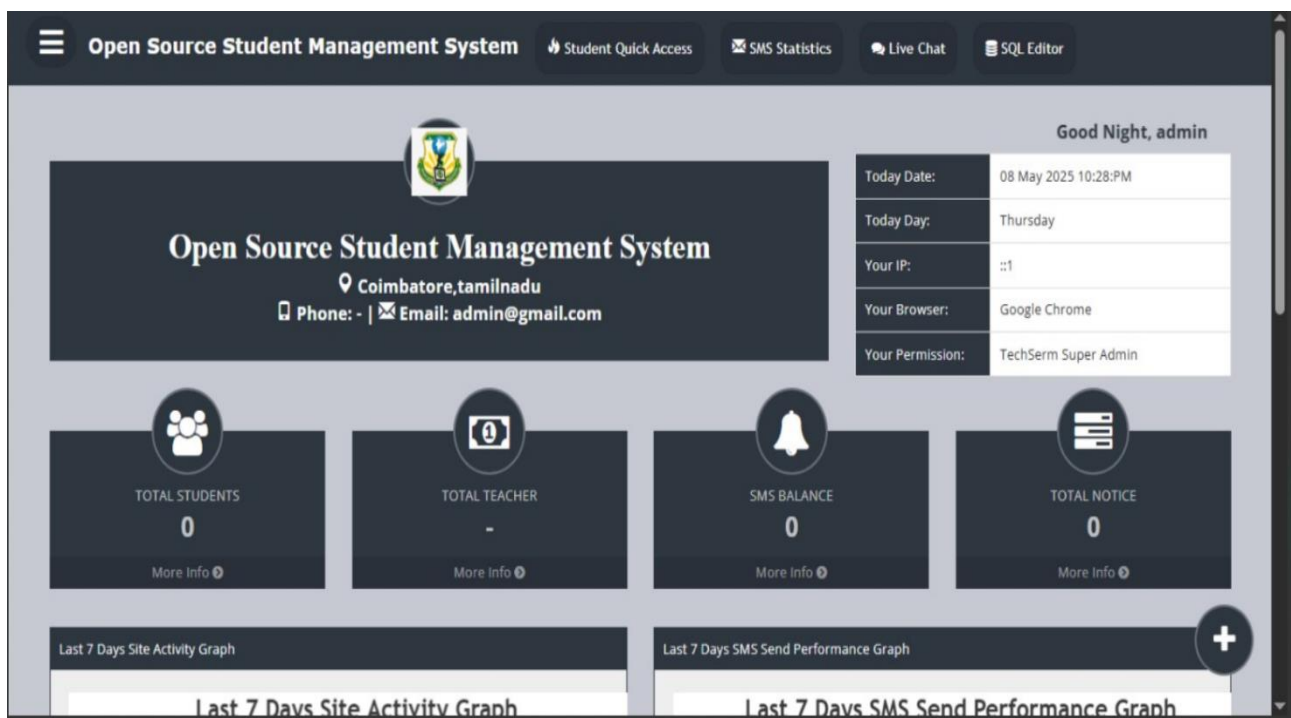 Open Source Student Management System
Student Quick Access
SMS Statistics
Live Chat
SQL Editor
Good Night, admin
Open Source Student Management System
Coimbatore,tamilnadu
Phone: - | Email: admin@gmail.com
Today Date: 08 May 2025 10:28:PM
Today Day: Thursday
Your IP: ::1
Your Browser: Google Chrome
Your Permission: TechSerm Super Admin
1
TOTAL STUDENTS
0
More Info
TOTAL TEACHER
-
More Info
SMS BALANCE
0
More Info
TOTAL NOTICE
0
More Info
Last 7 Days Site Activity Graph
Last 7 Days Site Activity Graph
Last 7 Days SMS Send Performance Graph
Last 7 Days SMS Send Performance Graph